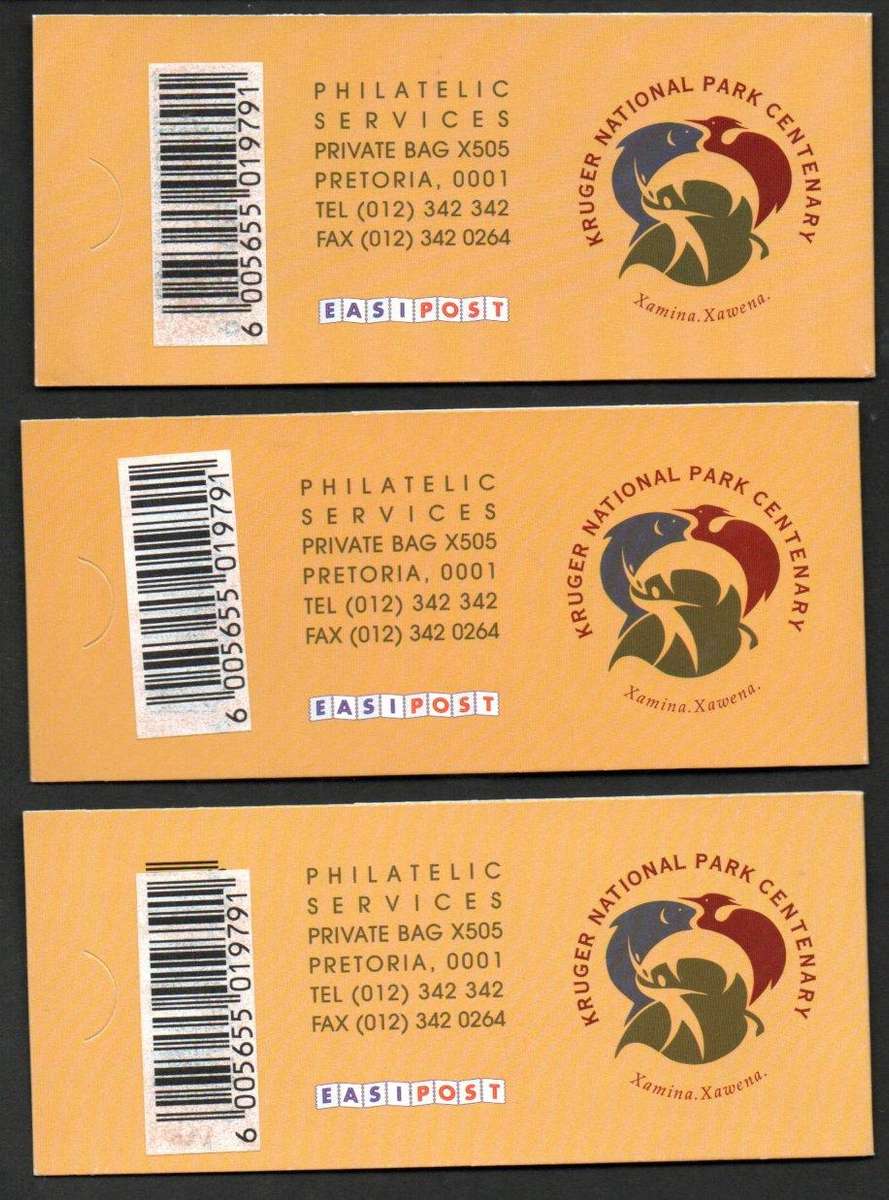 6 005655 019791
PHILATELIC
SERVICES
PRIVATE BAG X505
PRETORIA, 0001
TEL (012) 342 342
FAX (012) 342 0264
EASIPOST
KRUGER NATIONAL PARK CENTENARY
Xamina. Xawena.
6 005655 019791
PHILATELIC
SERVICES
PRIVATE BAG X505
PRETORIA, 0001
TEL (012) 342 342
FAX (012) 342 0264
EASIPOST
KRUGER NATIONAL PARK CENTENARY
Xamina. Xawena.
6 005655 019791
PHILATELIC
SERVICES
PRIVATE BAG X505
PRETORIA, 0001
TEL (012) 342 342
FAX (012) 342 0264
EASIPOST
KRUGER NATIONAL PARK CENTENARY
Xamina. Xawena.